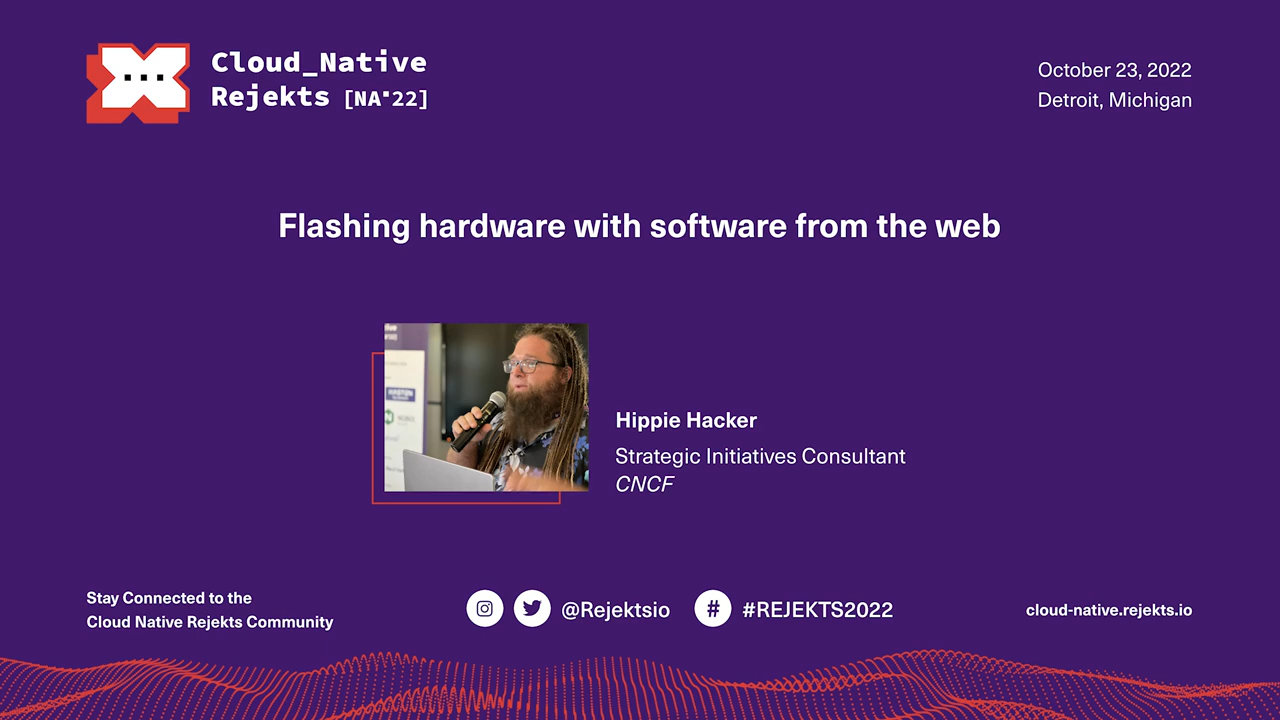 Cloud_Native
Rejekts [NA'22]
October 23, 2022
Detroit, Michigan
Flashing hardware with software from the web
Hippie Hacker
Strategic Initiatives Consultant
CNCF
Stay Connected to the
Cloud Native Rejekts Community
@Rejektsio
# #REJEKTS2022
cloud-native.rejekts.io